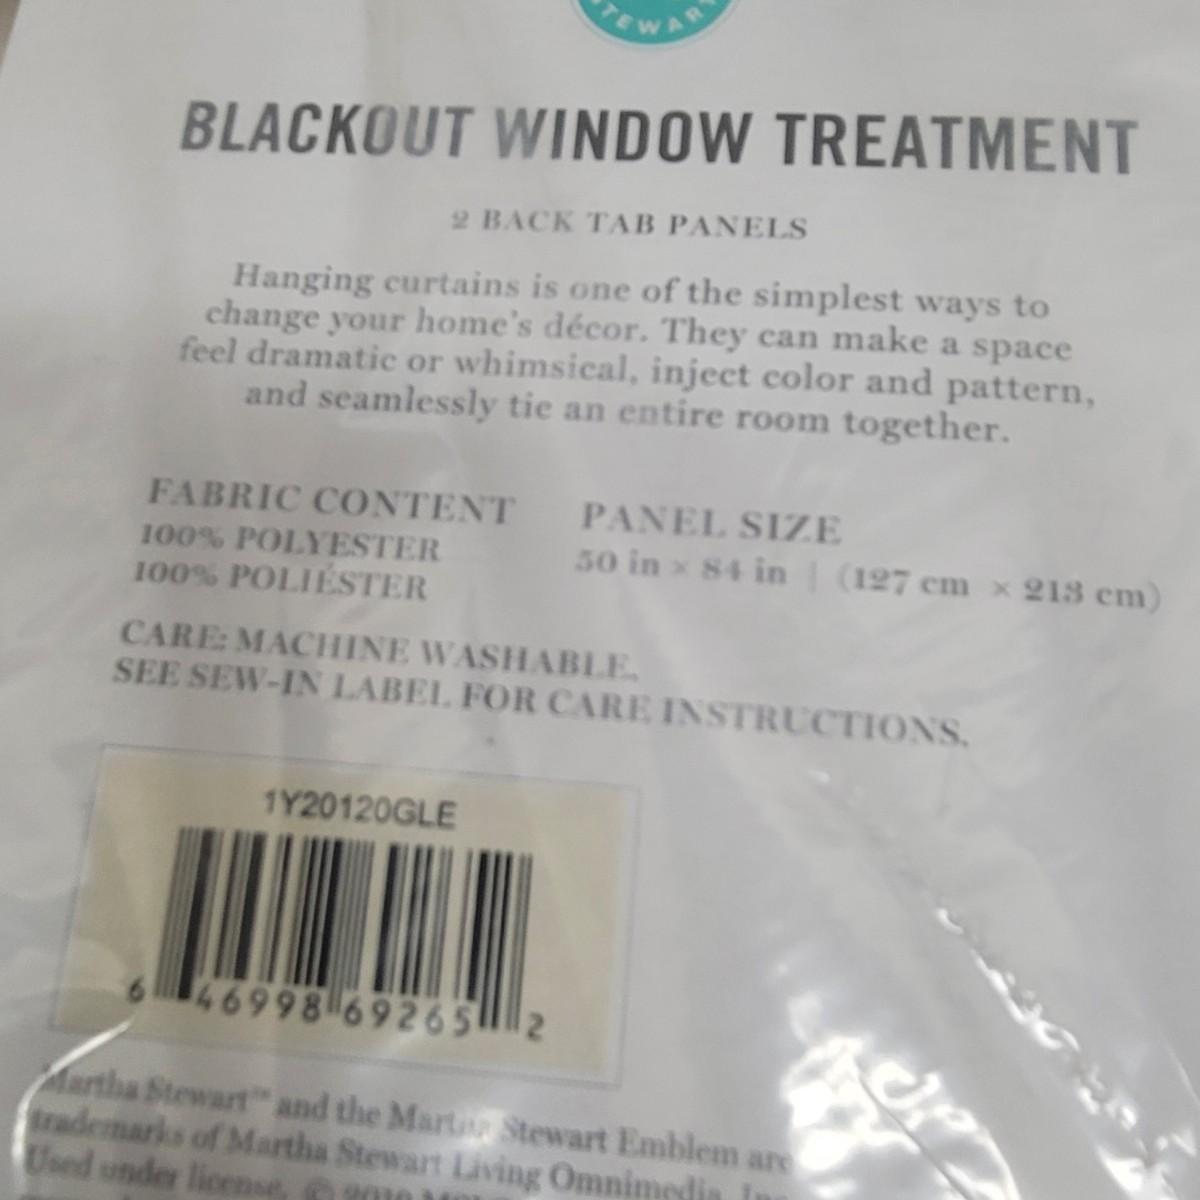 STEWART
BLACKOUT WINDOW TREATMENT
2 BACK TAB PANELS
Hanging curtains is one of the simplest ways to
change your home's décor. They can make a space
feel dramatic or whimsical, inject color and pattern,
and seamlessly tie an entire room together.
FABRIC CONTENT
100% POLYESTER
100% POLIÉSTER
PANEL SIZE
50 in × 84 in | (127 cm × 213 cm)
CARE: MACHINE WASHABLE.
SEE SEW-IN LABEL FOR CARE INSTRUCTIONS.
1Y20120GLE
6 46998 69265 2
Martha Stewart™ and the Martha Stewart Emblem are
trademarks of Martha Stewart Living Omnimedia, Inc.
Used under license. ©